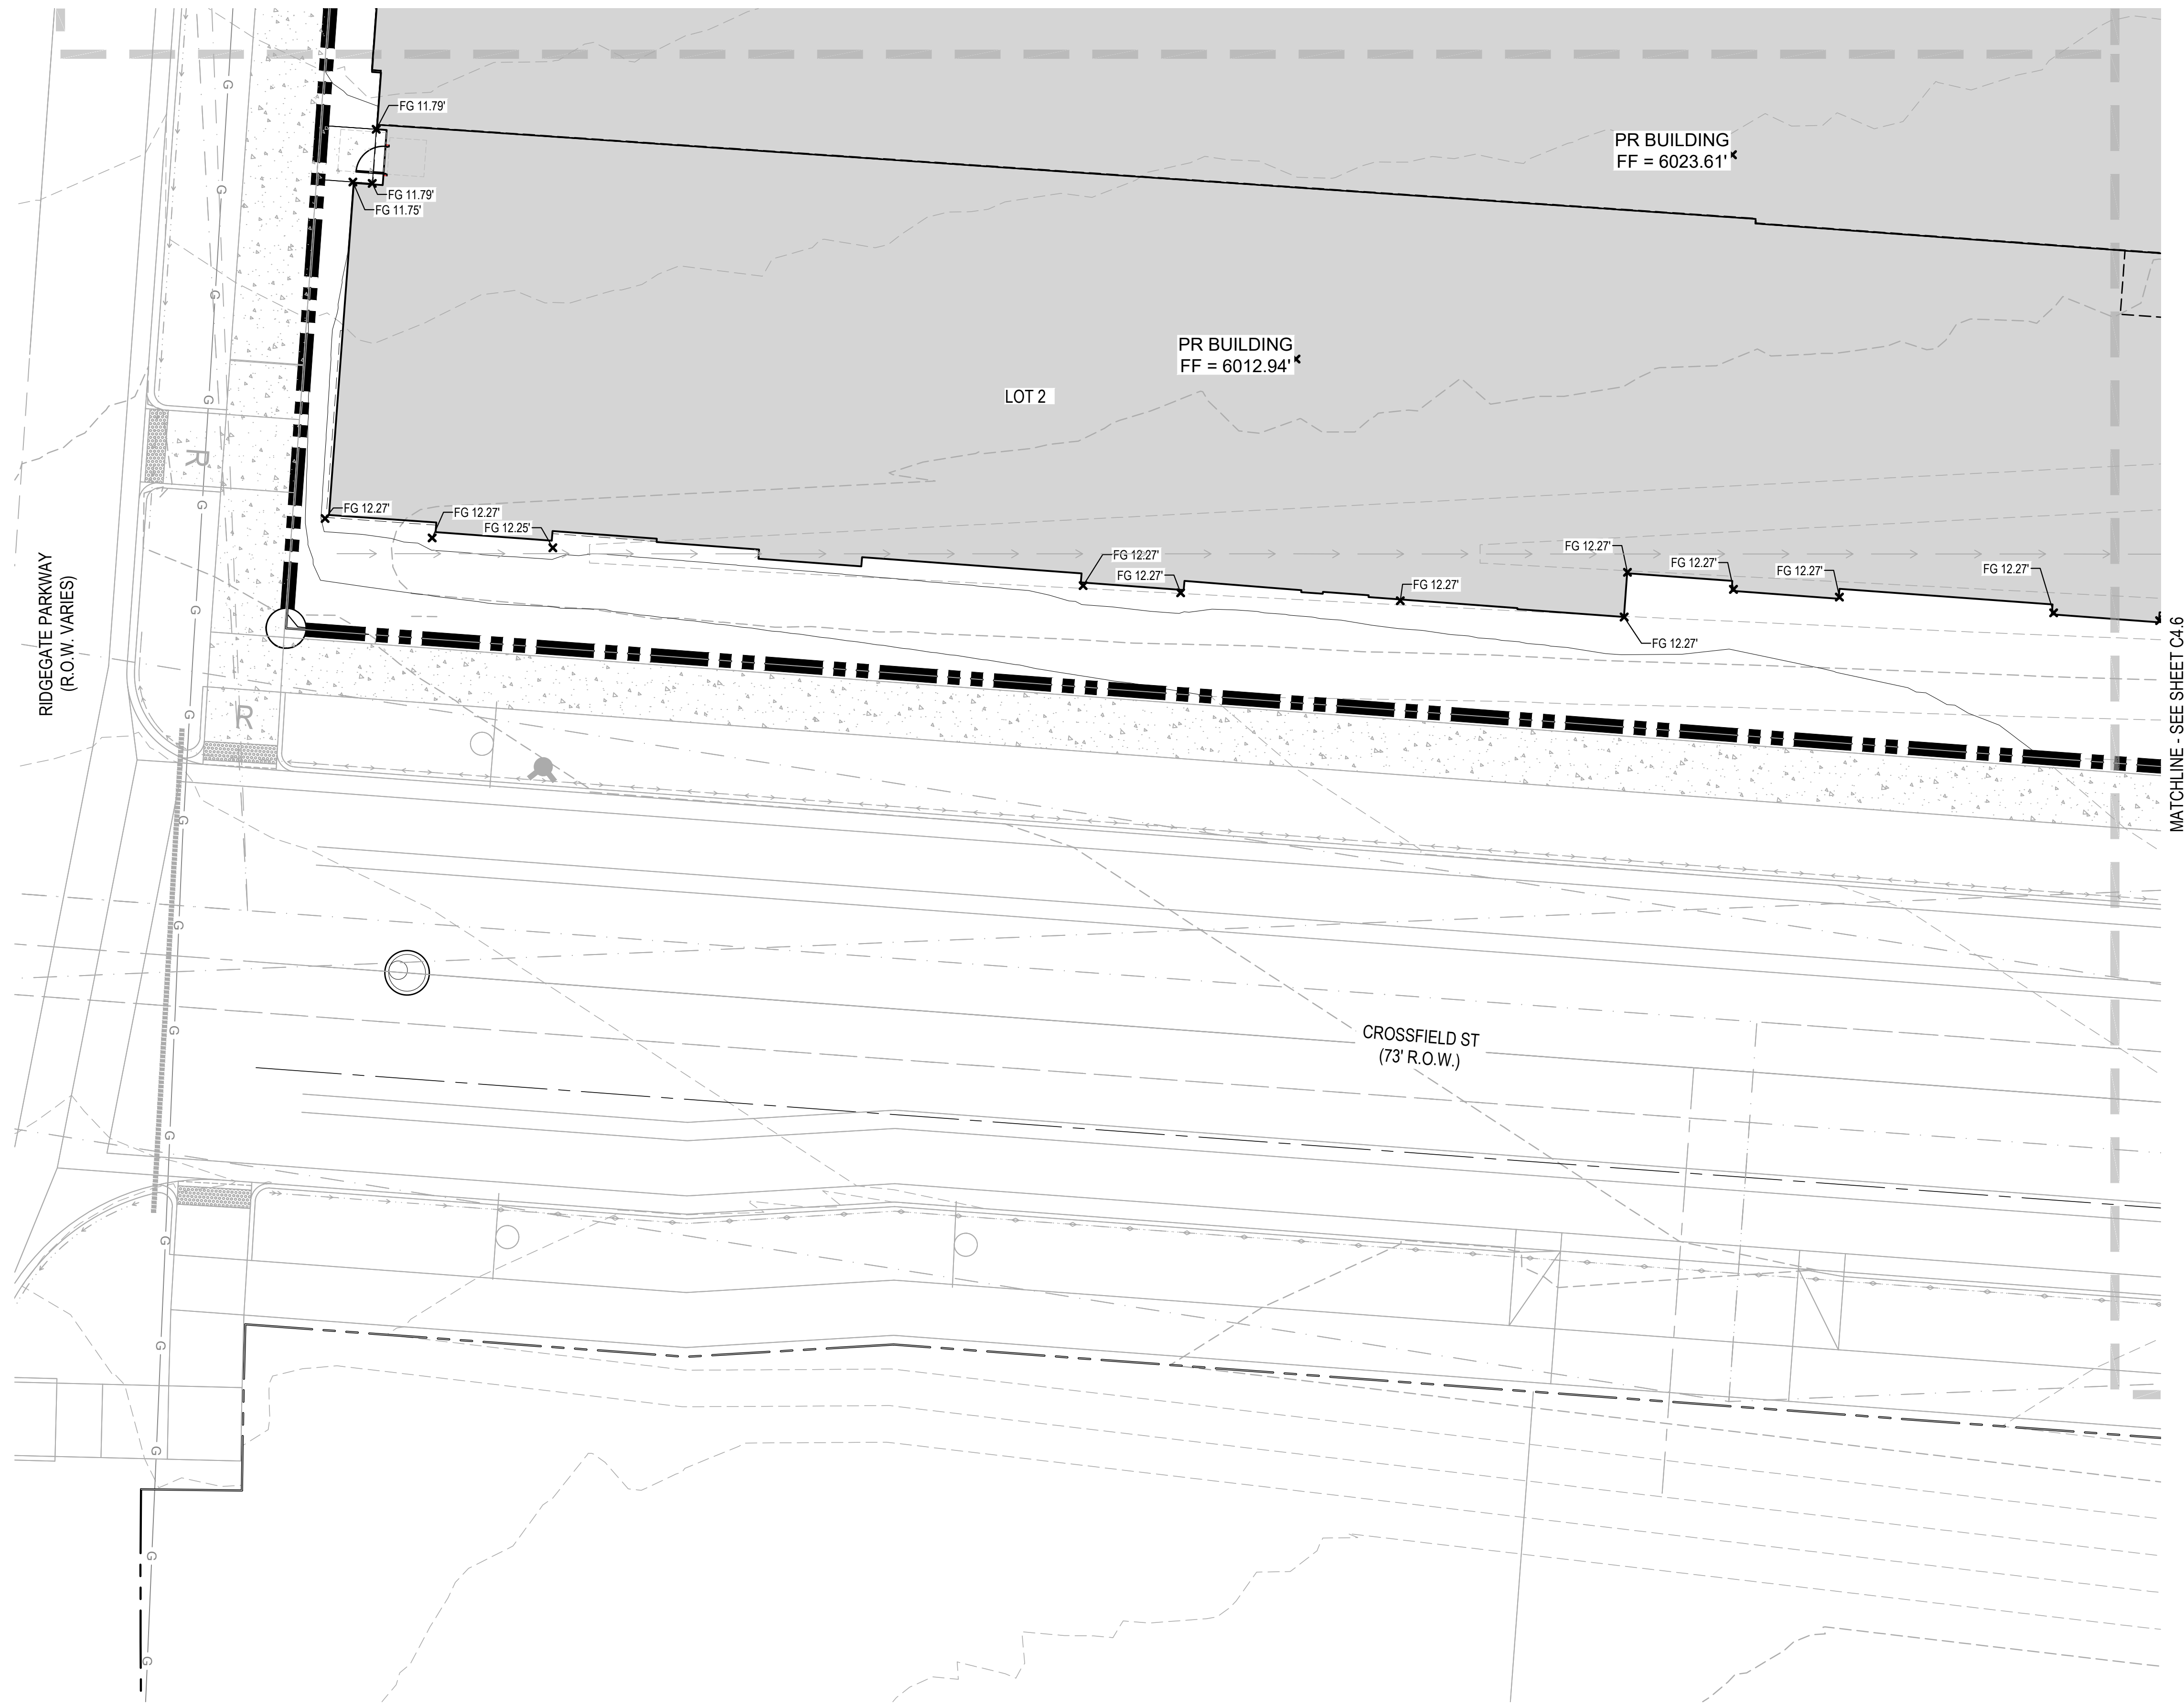 G
FG 11.79'
PR BUILDING
FF = 6023.61'
G
FG 11.79'
FG 11.75'
G
PR BUILDING
FF = 6012.94'
LOT 2
G
R
G
FG 12.27'
FG 12.27'
FG 12.25'
FG 12.27'
FG 12.27'
FG 12.27'
FG 12.27'
FG 12.27'
FG 12.27'
FG 12.27'
FG 12.27'
RIDGEGATE PARKWAY
(R.O.W. VARIES)
G
MATCHLINE - SEE SHEET C4.6
R
G
G
G
G
CROSSFIELD ST
(73' R.O.W.)
G
G
G
G
G
G